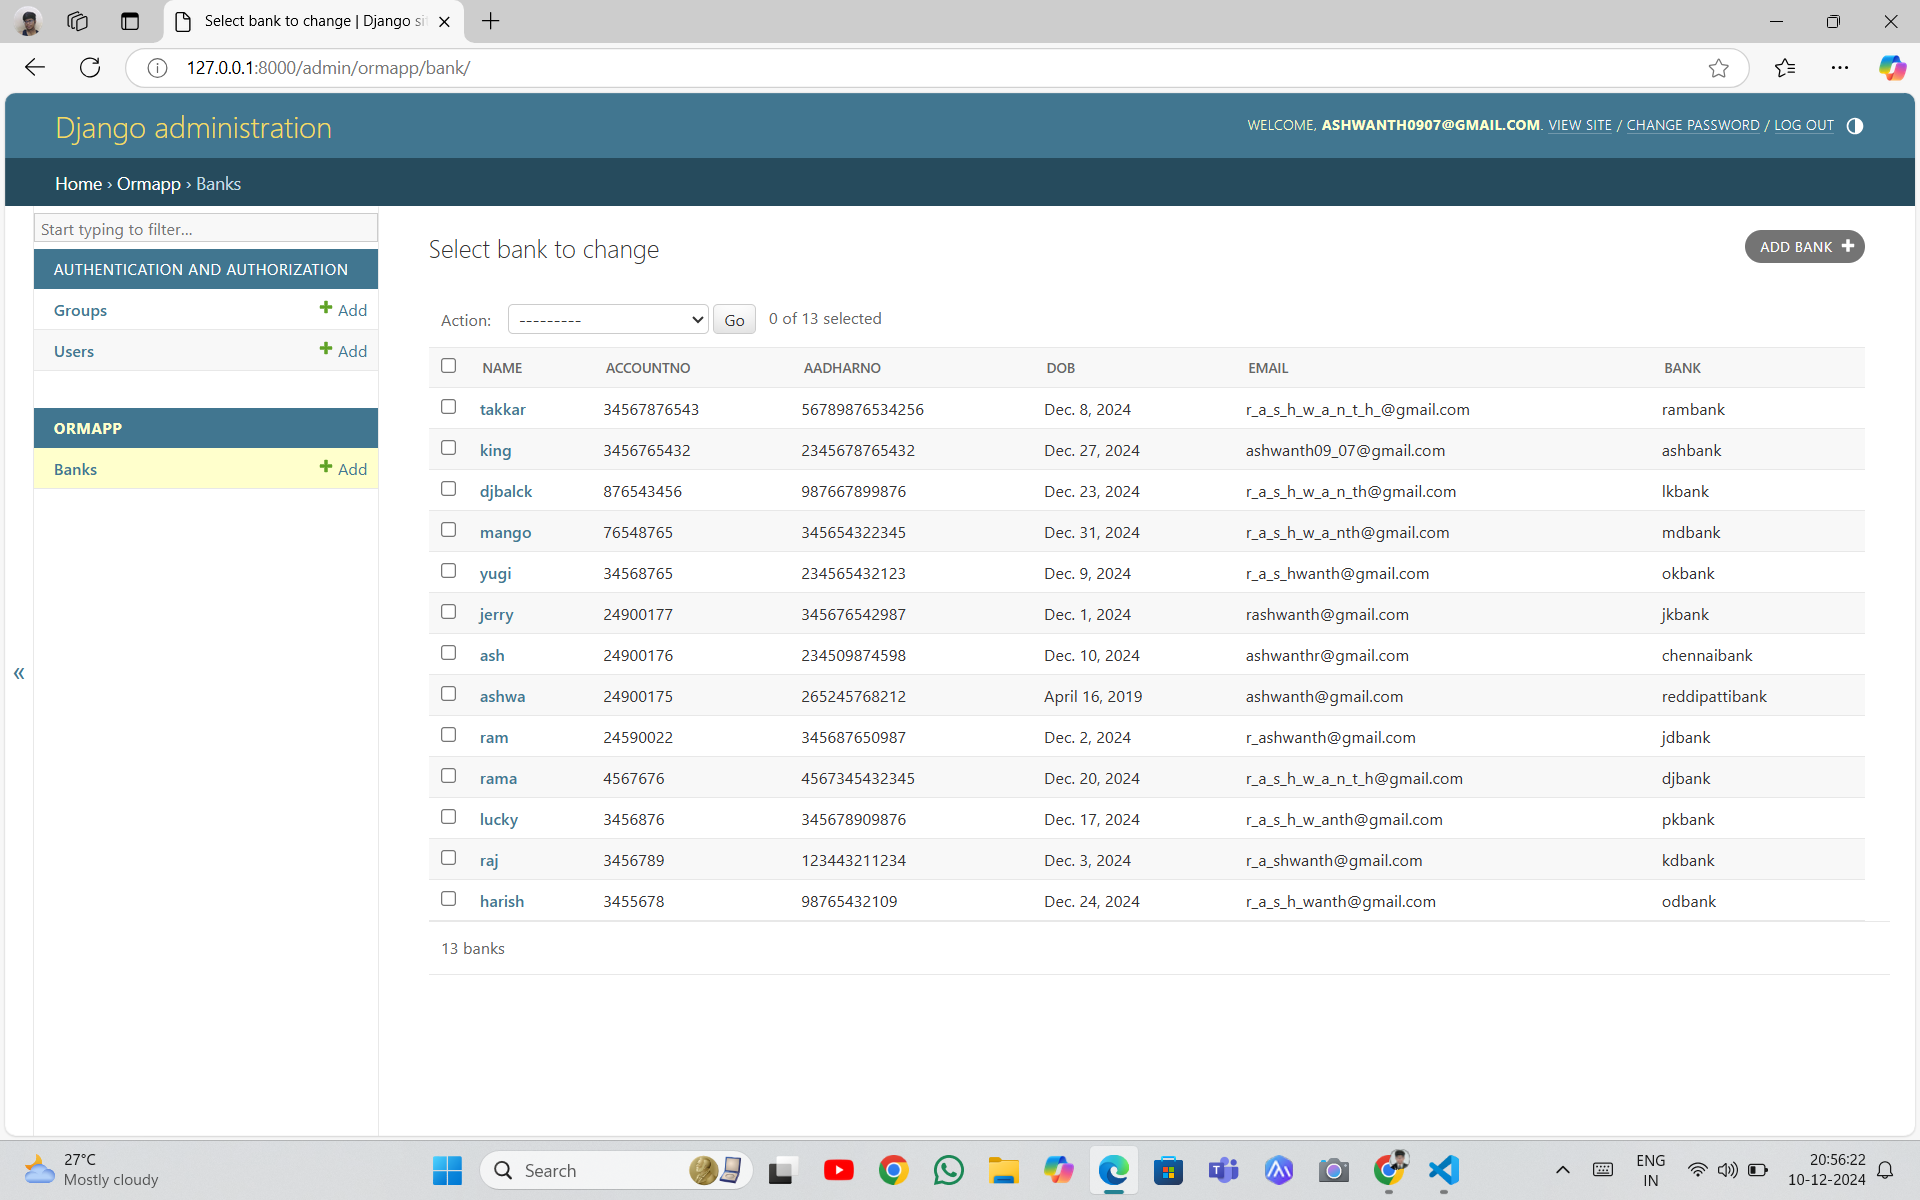 Select bank to change | Django si
127.0.0.1:8000/admin/ormapp/bank/
Django administration
WELCOME, ASHWANTH0907@GMAIL.COM. VIEW SITE / CHANGE PASSWORD / LOG OUT
Home › Ormapp › Banks
Start typing to filter...
AUTHENTICATION AND AUTHORIZATION
Groups + Add
Users + Add
ORMAPP
Banks + Add
«
Select bank to change
ADD BANK +
Action: --------- Go 0 of 13 selected
NAME ACCOUNTNO AADHARNO DOB EMAIL BANK
takkar 34567876543 56789876534256 Dec. 8, 2024 r_a_s_h_w_a_n_t_h_@gmail.com rambank
king 3456765432 2345678765432 Dec. 27, 2024 ashwanth09_07@gmail.com ashbank
djbalck 876543456 987667899876 Dec. 23, 2024 r_a_s_h_w_a_n_th@gmail.com lkbank
mango 76548765 345654322345 Dec. 31, 2024 r_a_s_h_w_a_nth@gmail.com mdbank
yugi 34568765 234565432123 Dec. 9, 2024 r_a_s_hwanth@gmail.com okbank
jerry 24900177 345676542987 Dec. 1, 2024 rashwanth@gmail.com jkbank
ash 24900176 234509874598 Dec. 10, 2024 ashwanthr@gmail.com chennaibank
ashwa 24900175 265245768212 April 16, 2019 ashwanth@gmail.com reddipattibank
ram 24590022 345687650987 Dec. 2, 2024 r_ashwanth@gmail.com jdbank
rama 4567676 4567345432345 Dec. 20, 2024 r_a_s_h_w_a_n_t_h@gmail.com djbank
lucky 3456876 345678909876 Dec. 17, 2024 r_a_s_h_w_anth@gmail.com pkbank
raj 3456789 123443211234 Dec. 3, 2024 r_a_shwanth@gmail.com kdbank
harish 3455678 98765432109 Dec. 24, 2024 r_a_s_h_wanth@gmail.com odbank
13 banks
27°C
Mostly cloudy
Search
ENG
IN
20:56:22
10-12-2024